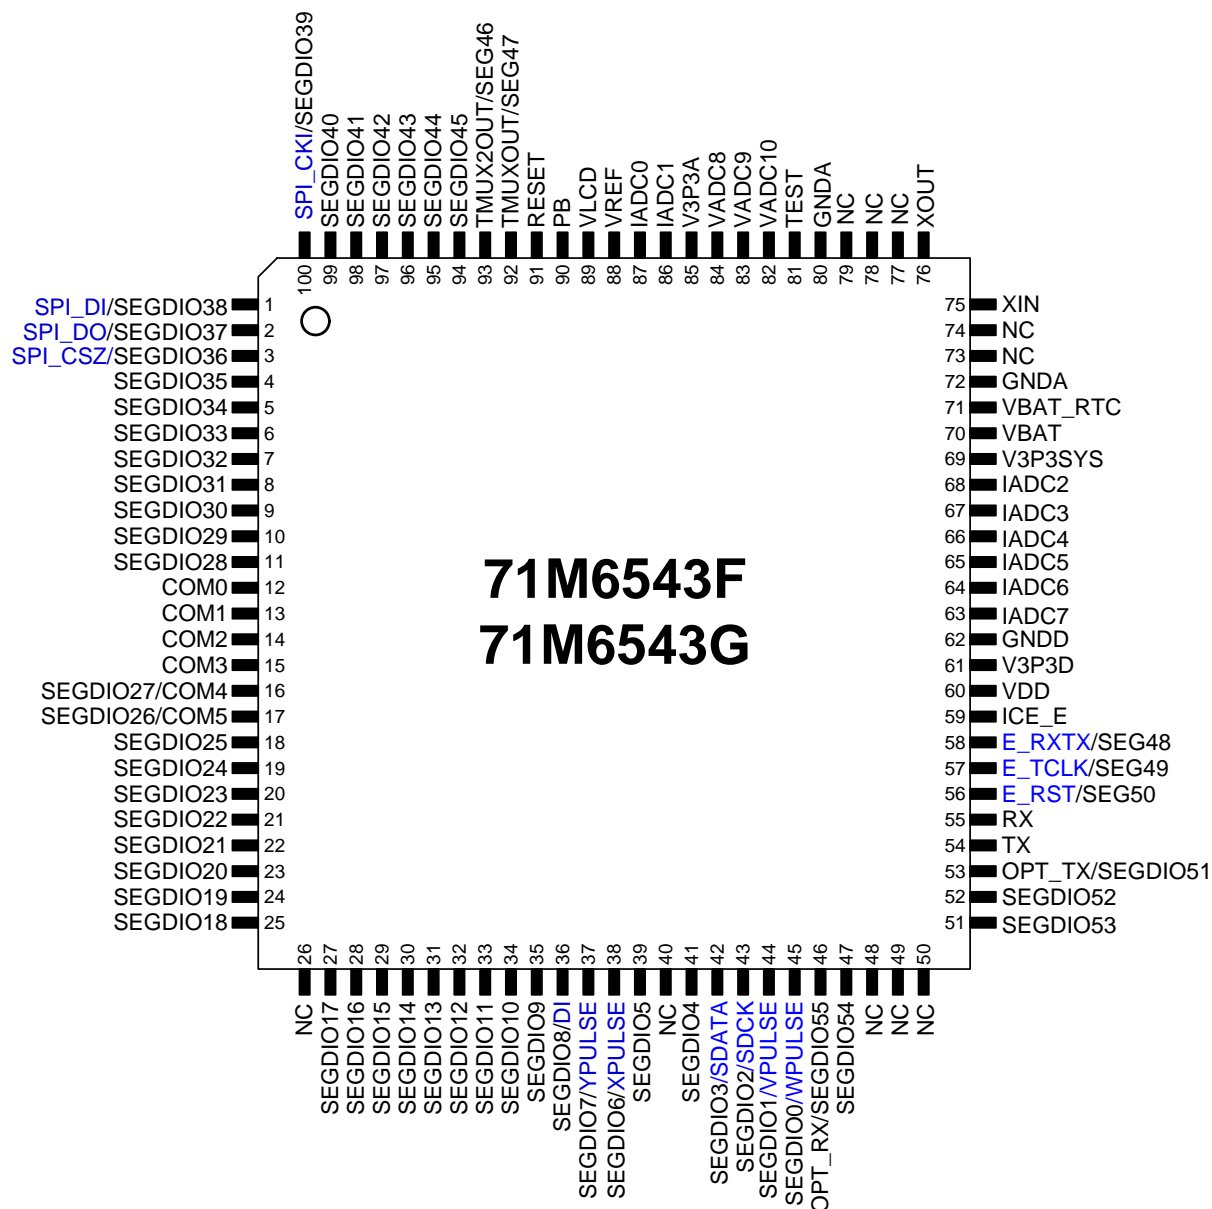 SPI_CKI/SEGDIO39
SEGDIO40
SEGDIO41
SEGDIO42
SEGDIO43
SEGDIO44
SEGDIO45
TMUX2OUT/SEG46
TMUXOUT/SEG47
RESET
PB
VLCD
VREF
IADC0
IADC1
V3P3A
VADC8
VADC9
VADC10
TEST
GNDA
NC
NC
NC
XOUT
100
99
98
97
96
95
94
93
92
91
90
89
88
87
86
85
84
83
82
81
80
79
78
77
76
SPI_DI/SEGDIO38 1
SPI_DO/SEGDIO37 2
SPI_CSZ/SEGDIO36 3
SEGDIO35 4
SEGDIO34 5
SEGDIO33 6
SEGDIO32 7
SEGDIO31 8
SEGDIO30 9
SEGDIO29 10
SEGDIO28 11
COM0 12
COM1 13
COM2 14
COM3 15
SEGDIO27/COM4 16
SEGDIO26/COM5 17
SEGDIO25 18
SEGDIO24 19
SEGDIO23 20
SEGDIO22 21
SEGDIO21 22
SEGDIO20 23
SEGDIO19 24
SEGDIO18 25
71M6543F
71M6543G
75 XIN
74 NC
73 NC
72 GNDA
71 VBAT_RTC
70 VBAT
69 V3P3SYS
68 IADC2
67 IADC3
66 IADC4
65 IADC5
64 IADC6
63 IADC7
62 GNDD
61 V3P3D
60 VDD
59 ICE_E
58 E_RXTX/SEG48
57 E_TCLK/SEG49
56 E_RST/SEG50
55 RX
54 TX
53 OPT_TX/SEGDIO51
52 SEGDIO52
51 SEGDIO53
26
27
28
29
30
31
32
33
34
35
36
37
38
39
40
41
42
43
44
45
46
47
48
49
50
NC
SEGDIO17
SEGDIO16
SEGDIO15
SEGDIO14
SEGDIO13
SEGDIO12
SEGDIO11
SEGDIO10
SEGDIO9
SEGDIO8/DI
SEGDIO7/YPULSE
SEGDIO6/XPULSE
SEGDIO5
NC
SEGDIO4
SEGDIO3/SDATA
SEGDIO2/SDCK
SEGDIO1/VPULSE
SEGDIO0/WPULSE
OPT_RX/SEGDIO55
SEGDIO54
NC
NC
NC